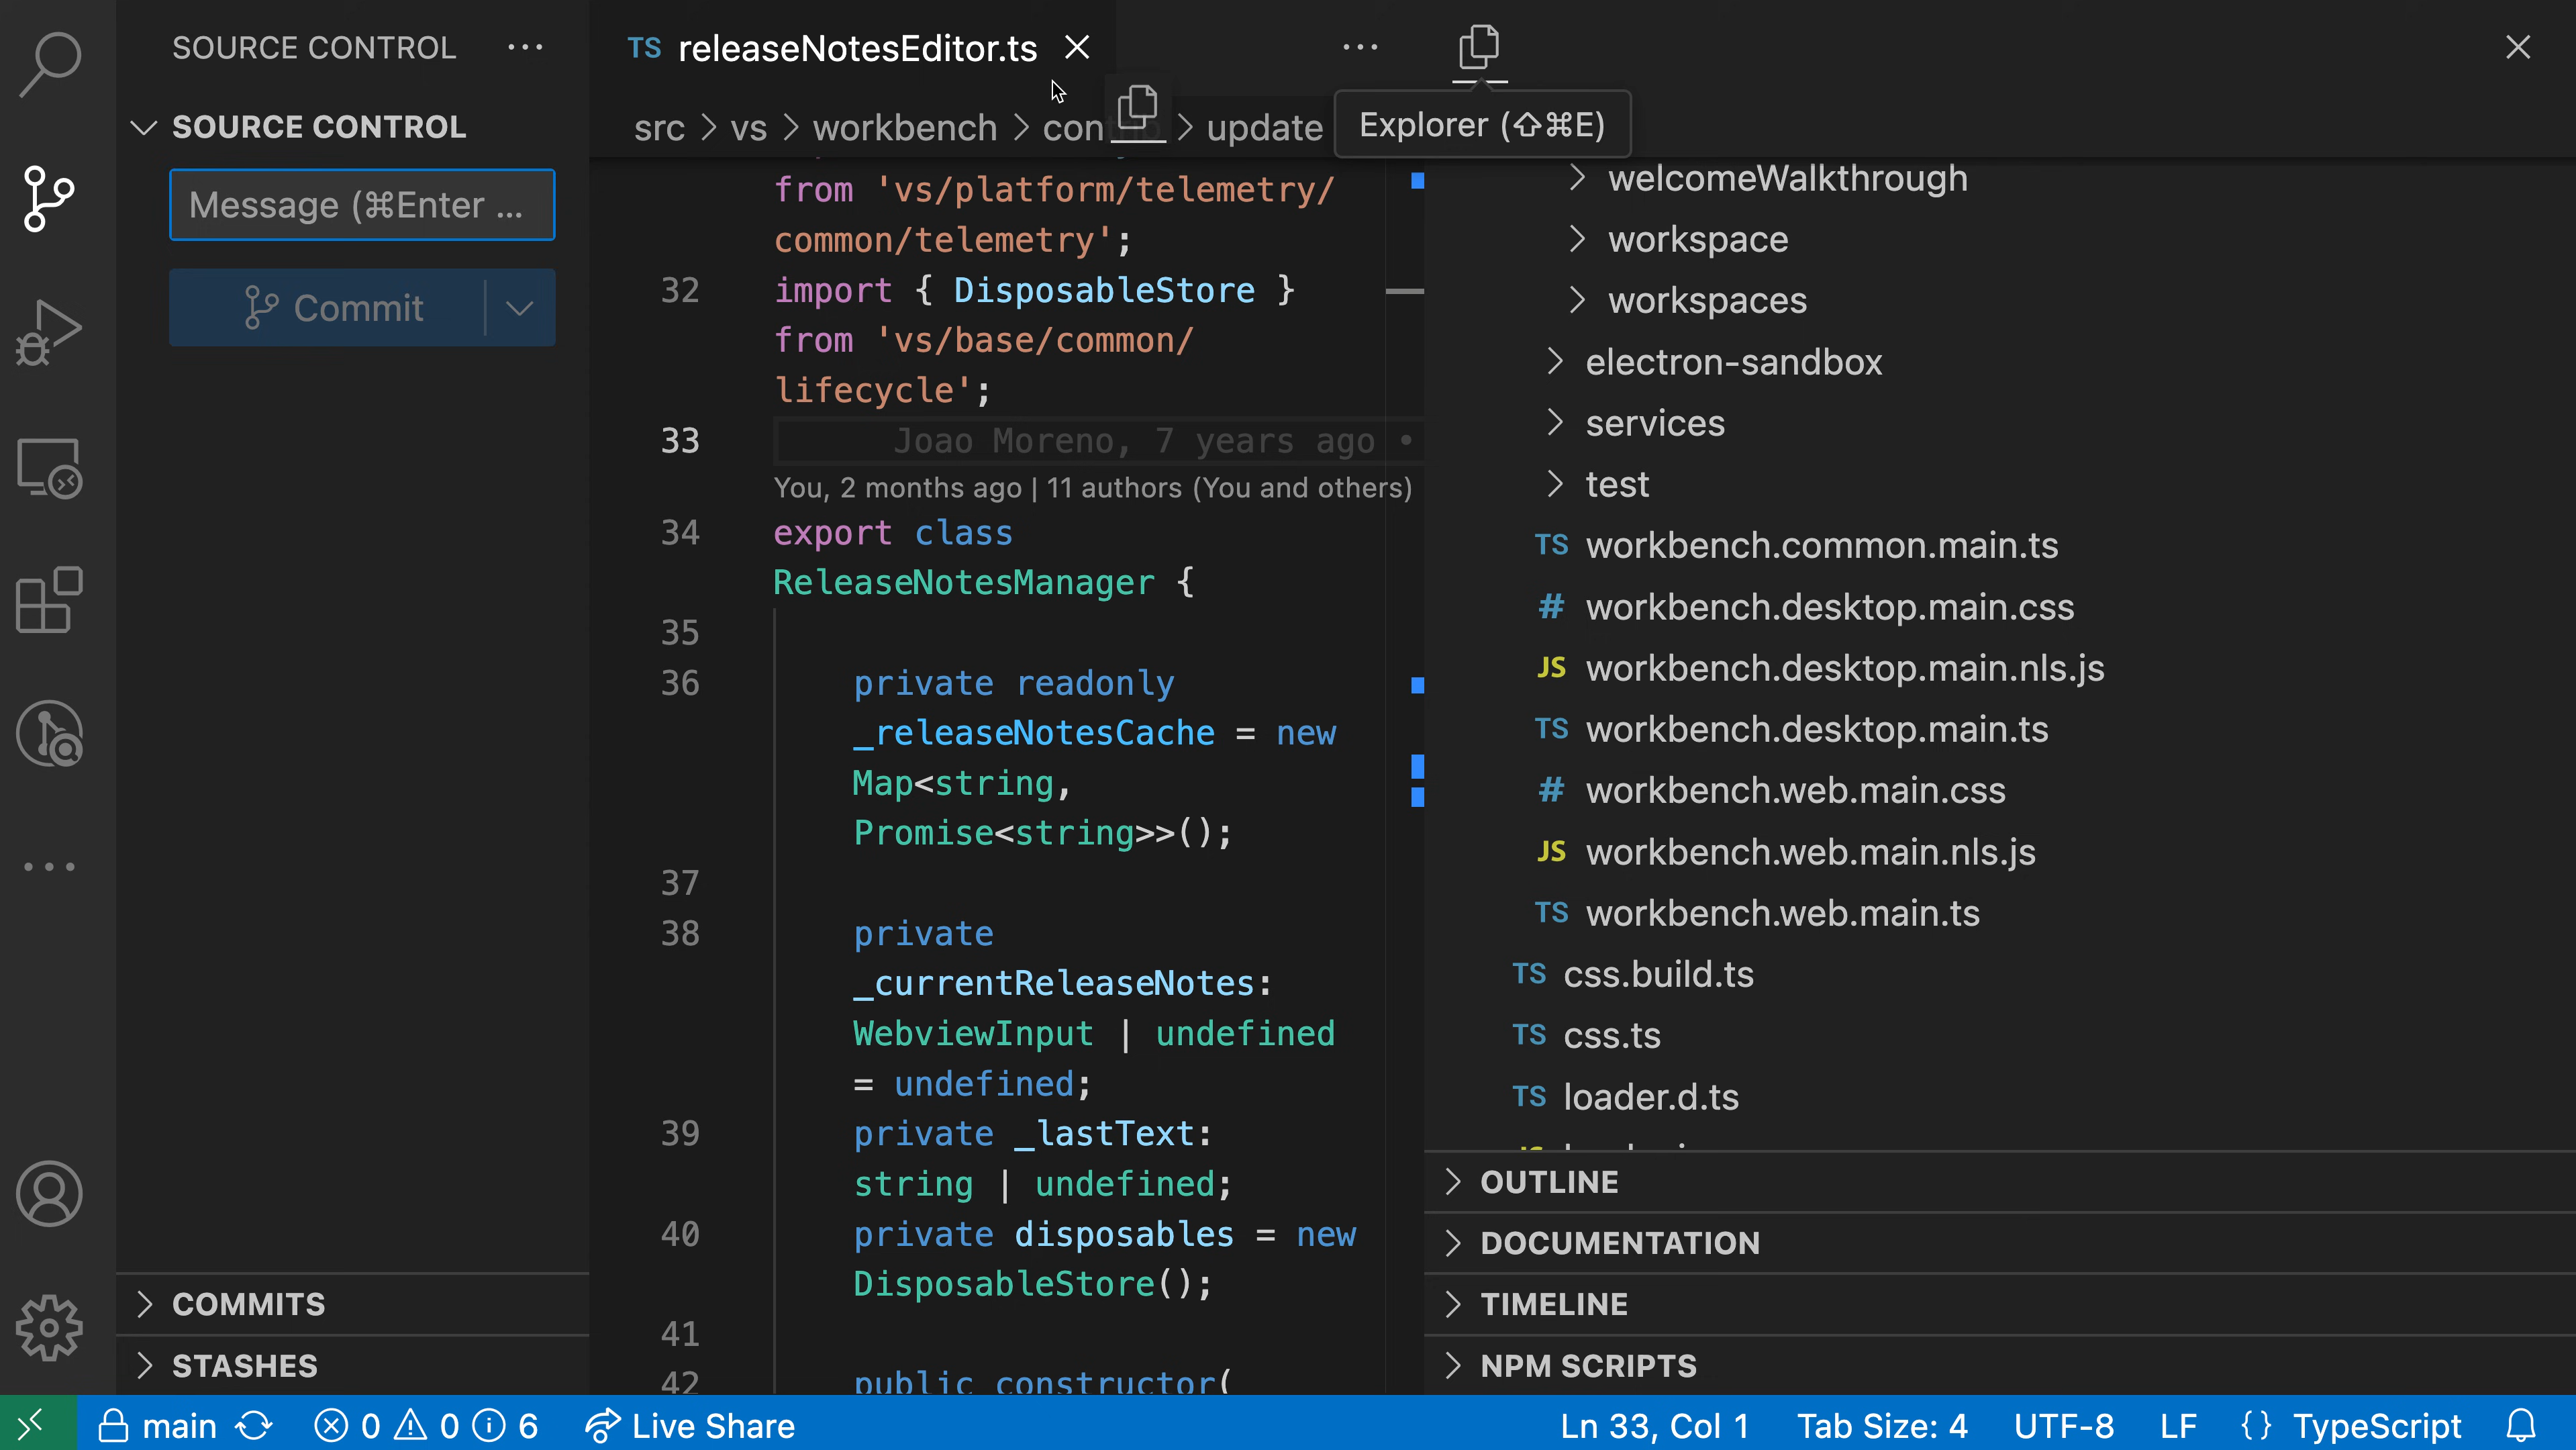 SOURCE CONTROL
SOURCE CONTROL
Message (⌘Enter ...
Commit
COMMITS
STASHES
TS releaseNotesEditor.ts
src > vs > workbench > > update
Explorer (⇧⌘E)
from 'vs/platform/telemetry/
common/telemetry';
32 import { DisposableStore }
from 'vs/base/common/
lifecycle';
33 Joao Moreno, 7 years ago •
You, 2 months ago | 11 authors (You and others)
34 export class
ReleaseNotesManager {
35
36 private readonly
_releaseNotesCache = new
Map<string,
Promise<string>>();
37
38 private
_currentReleaseNotes:
WebviewInput | undefined
= undefined;
39 private _lastText:
string | undefined;
40 private disposables = new
DisposableStore();
41
42 public constructor(
> welcomeWalkthrough
> workspace
> workspaces
> electron-sandbox
> services
> test
TS workbench.common.main.ts
# workbench.desktop.main.css
JS workbench.desktop.main.nls.js
TS workbench.desktop.main.ts
# workbench.web.main.css
JS workbench.web.main.nls.js
TS workbench.web.main.ts
TS css.build.ts
TS css.ts
TS loader.d.ts
> OUTLINE
> DOCUMENTATION
> TIMELINE
> NPM SCRIPTS
main 0 0 6 Live Share Ln 33, Col 1 Tab Size: 4 UTF-8 LF {} TypeScript